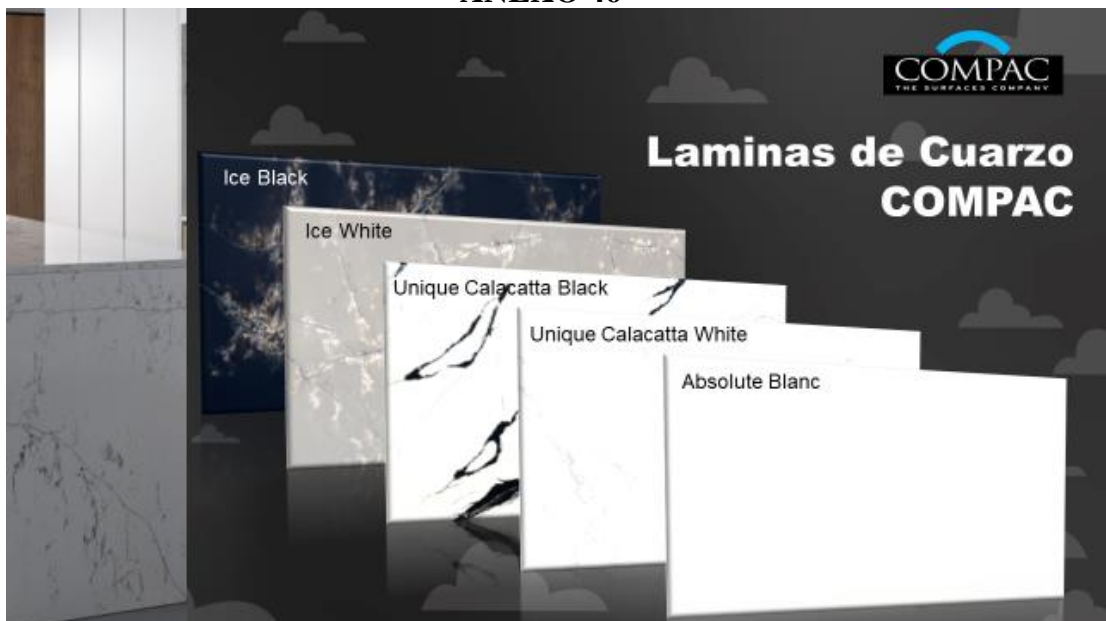 COMPAC
THE SURFACES COMPANY
Laminas de Cuarzo
COMPAC
Ice Black
Ice White
Unique Calacatta Black
Unique Calacatta White
Absolute Blanc